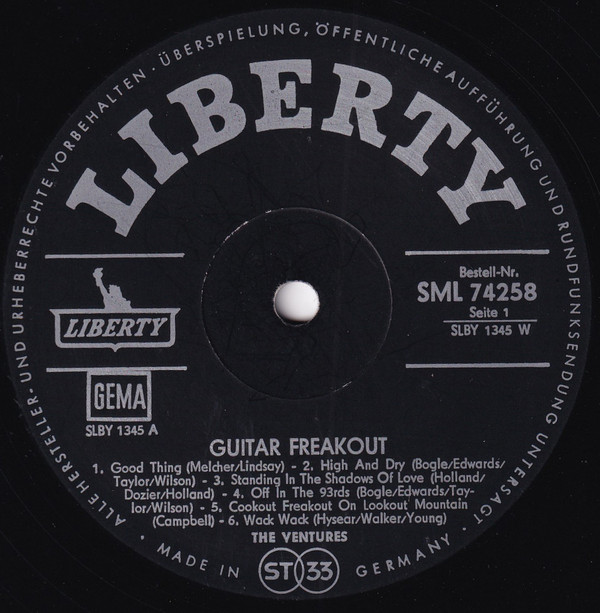 ALLE HERSTELLER- UND URHEBERRECHTE VORBEHALTEN · ÜBERSPIELUNG, ÖFFENTLICHE AUFFÜHRUNG UND RUNDFUNKSENDUNG UNTERSAGT ·
LIBERTY
LIBERTY
GEMA
SLBY 1345 A
Bestell-Nr.
SML 74258
Seite 1
SLBY 1345 W
GUITAR FREAKOUT
1. Good Thing (Melcher/Lindsay) - 2. High And Dry (Bogle/Edwards/
Taylor/Wilson) - 3. Standing In The Shadows Of Love (Holland/
Dozier/Holland) - 4. Off In The 93rds (Bogle/Edwards/Tay-
lor/Wilson) - 5. Cookout Freakout On Lookout Mountain
(Campbell) - 6. Wack Wack (Hysear/Walker/Young)
THE VENTURES
· MADE IN ST 33 GERMANY ·